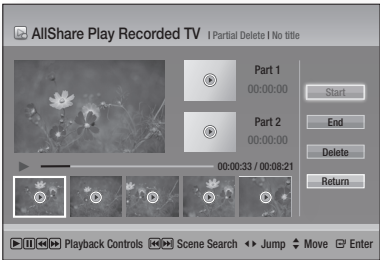 AllShare Play Recorded TV | Partial Delete | No title
Part 1
00:00:00
Start
Part 2
00:00:00
End
Delete
00:00:33 / 00:08:21
Return
Playback Controls Scene Search Jump Move Enter